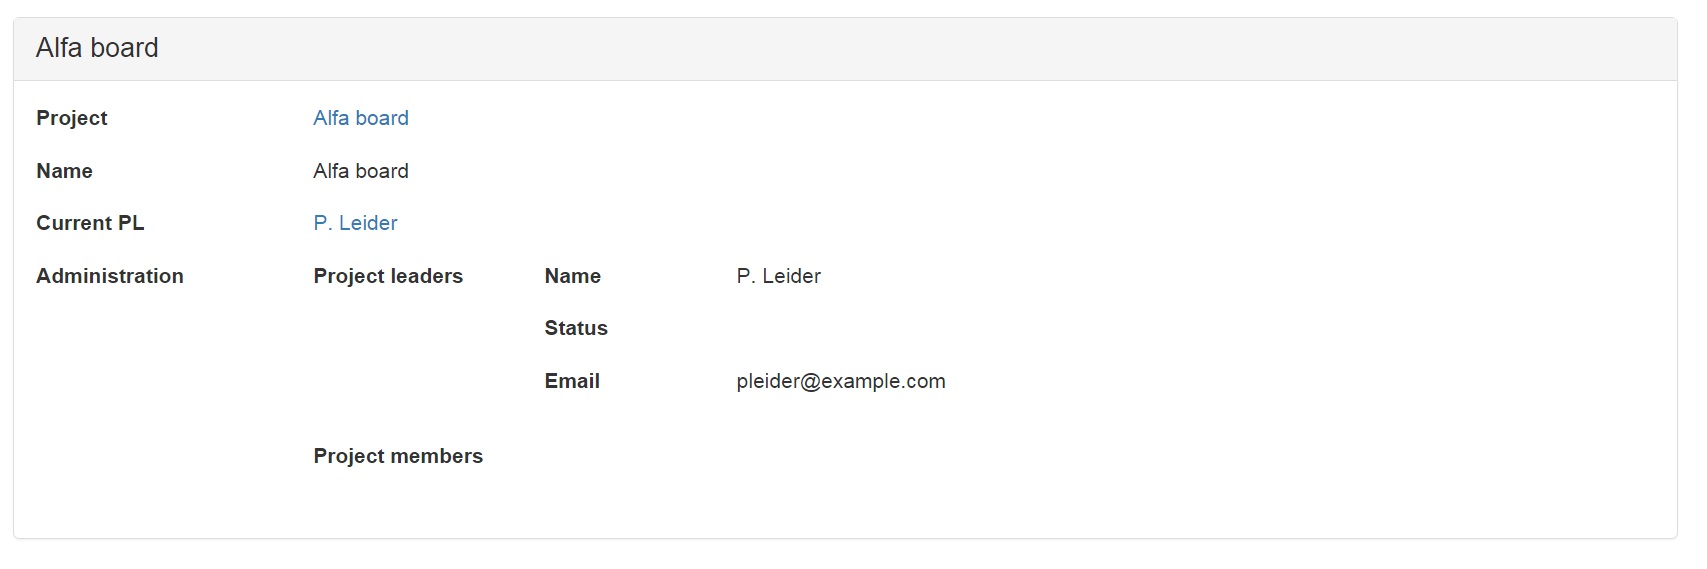 Alfa board
Project Alfa board
Name Alfa board
Current PL P. Leider
Administration Project leaders Name P. Leider
Status
Email pleider@example.com
Project members